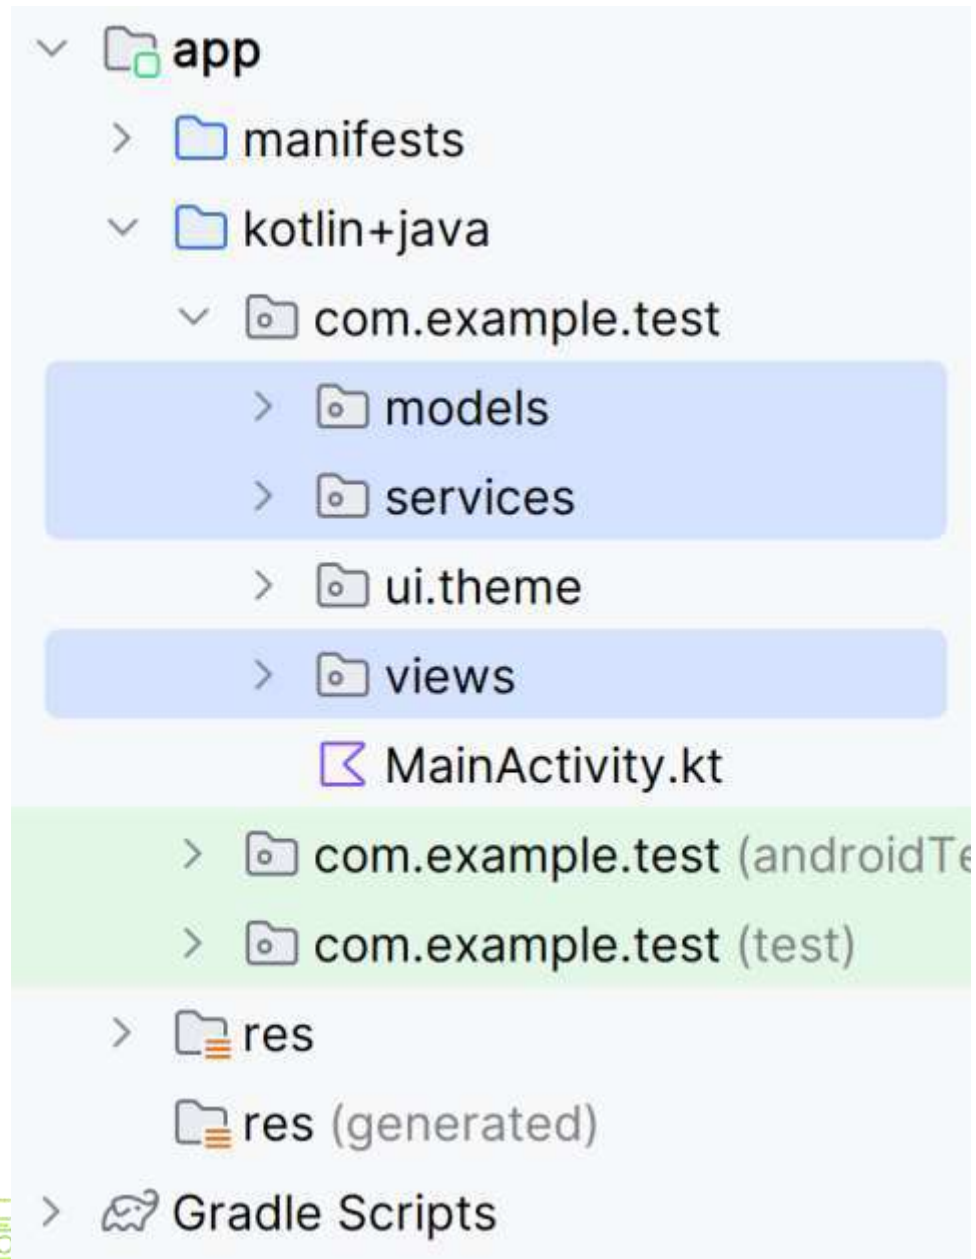 app
manifests
kotlin+java
com.example.test
models
services
ui.theme
views
MainActivity.kt
com.example.test (androidTe
com.example.test (test)
res
res (generated)
Gradle Scripts